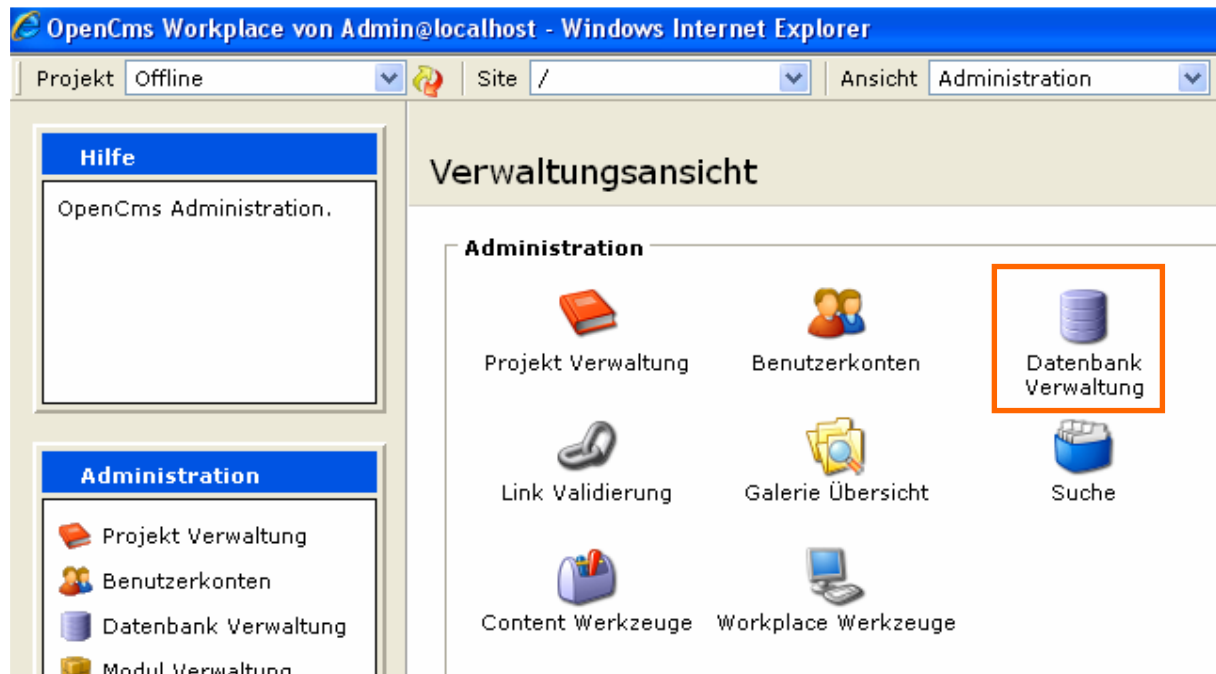 OpenCms Workplace von Admin@localhost - Windows Internet Explorer
Projekt Offline Site / Ansicht Administration
Hilfe
OpenCms Administration.
Verwaltungsansicht
Administration
Projekt Verwaltung Benutzerkonten Datenbank
Verwaltung
Link Validierung Galerie Übersicht Suche
Content Werkzeuge Workplace Werkzeuge
Administration
Projekt Verwaltung
Benutzerkonten
Datenbank Verwaltung
Modul Verwaltung